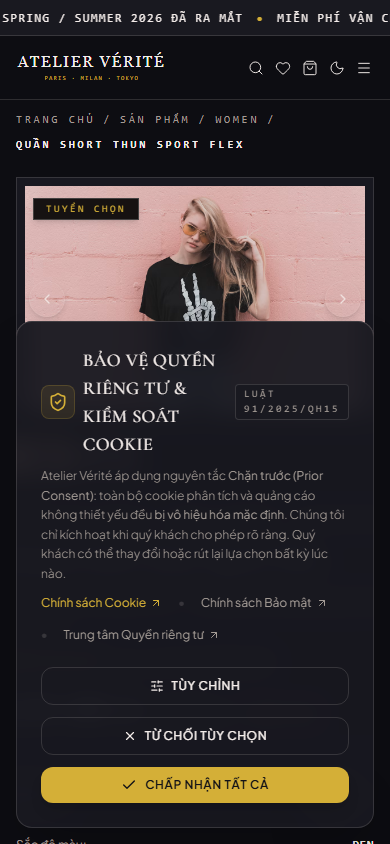 SPRING / SUMMER 2026 ĐÃ RA MẮT • MIỄN PHÍ VẬN C
ATELIER VÉRITÉ
PARIS · MILAN · TOKYO
TRANG CHỦ / SẢN PHẨM / WOMEN /
QUẦN SHORT THUN SPORT FLEX
TUYỂN CHỌN
BẢO VỆ QUYỀN
RIÊNG TƯ &
KIỂM SOÁT
COOKIE
LUẬT
91/2025/QH15
Atelier Vérité áp dụng nguyên tắc Chặn trước (Prior
Consent): toàn bộ cookie phân tích và quảng cáo
không thiết yếu đều bị vô hiệu hóa mặc định. Chúng tôi
chỉ kích hoạt khi quý khách cho phép rõ ràng. Quý
khách có thể thay đổi hoặc rút lại lựa chọn bất kỳ lúc
nào.
Chính sách Cookie ↗ • Chính sách Bảo mật ↗
• Trung tâm Quyền riêng tư ↗
TÙY CHỈNH
TỪ CHỐI TÙY CHỌN
CHẤP NHẬN TẤT CẢ